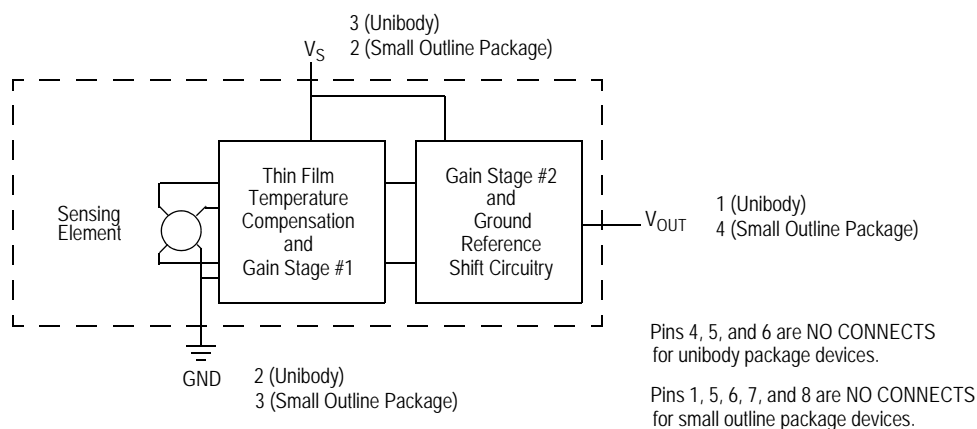 3 (Unibody)
V_S
2 (Small Outline Package)
Sensing
Element
Thin Film
Temperature
Compensation
and
Gain Stage #1
Gain Stage #2
and
Ground
Reference
Shift Circuitry
V_OUT
1 (Unibody)
4 (Small Outline Package)
GND
2 (Unibody)
3 (Small Outline Package)
Pins 4, 5, and 6 are NO CONNECTS
for unibody package devices.
Pins 1, 5, 6, 7, and 8 are NO CONNECTS
for small outline package devices.